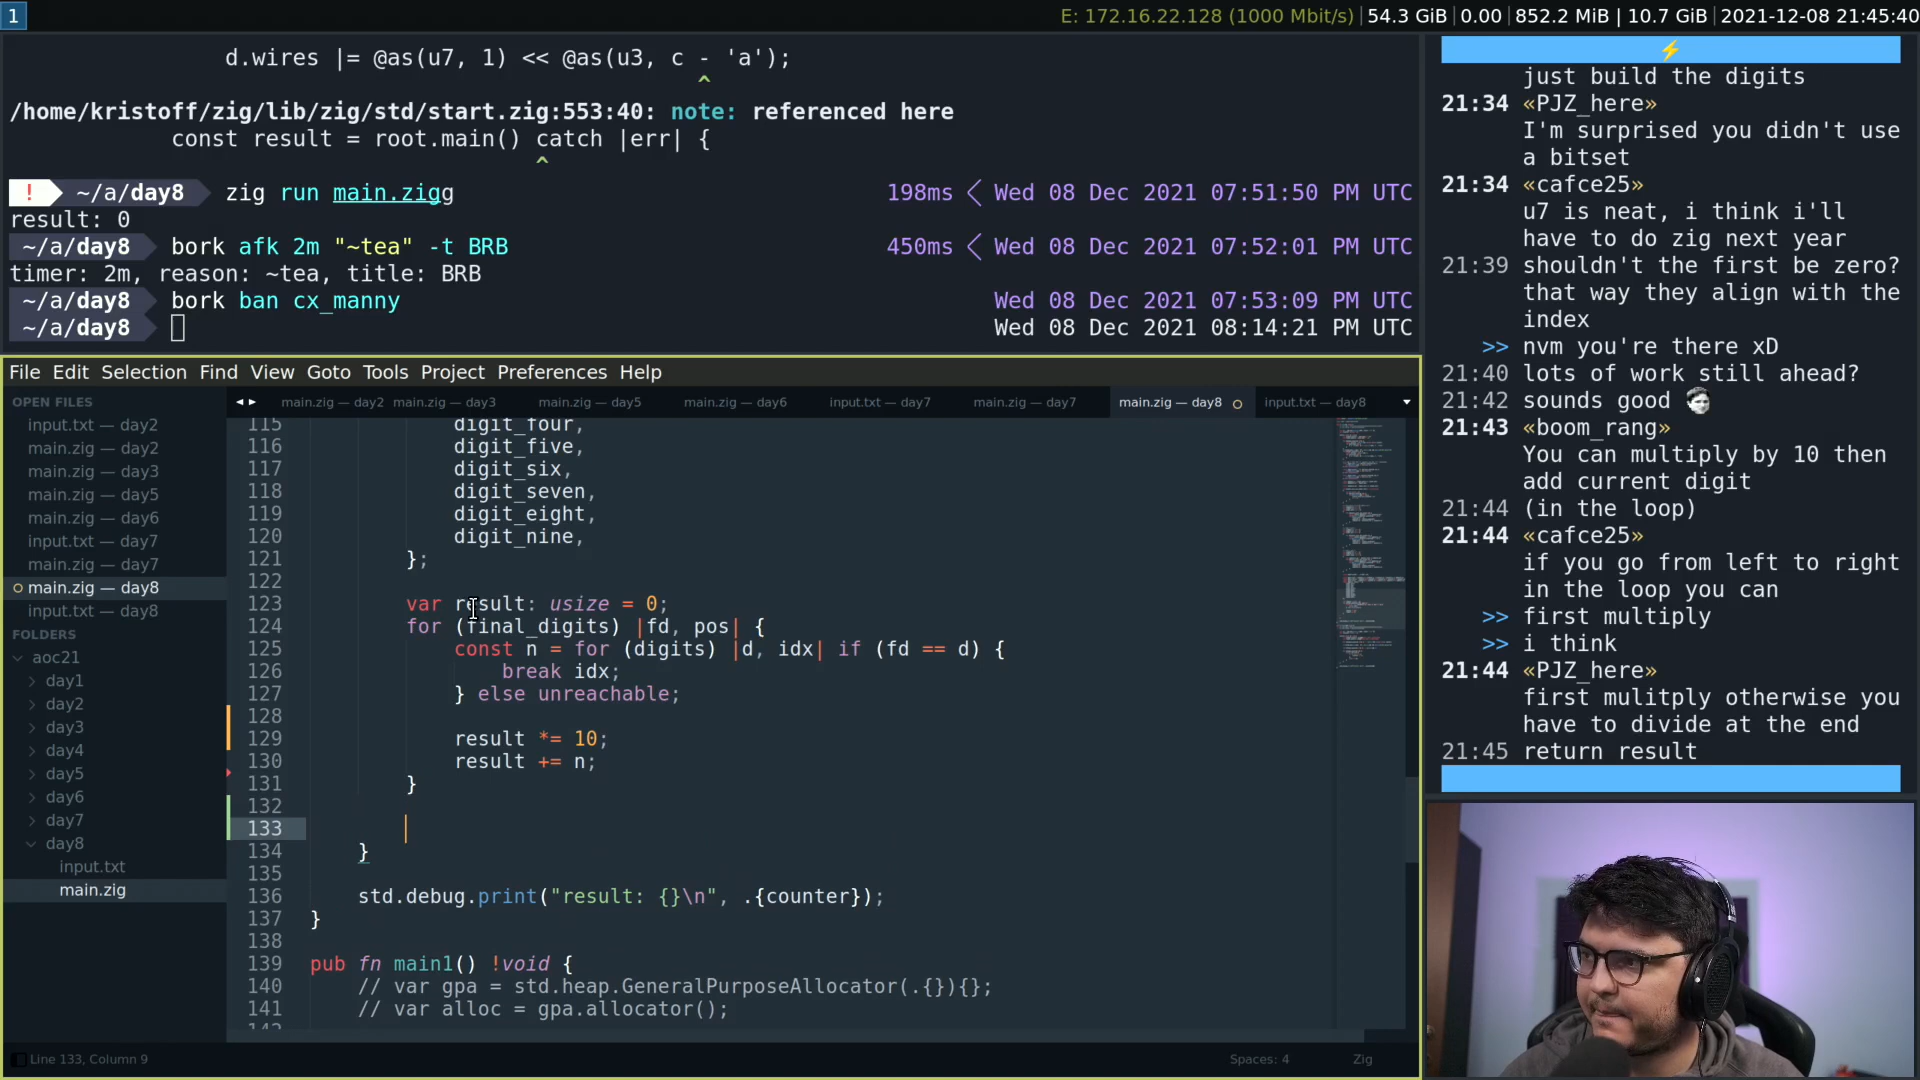 1
E: 172.16.22.128 (1000 Mbit/s)|54.3 GiB|0.00|852.2 MiB|10.7 GiB|2021-12-08 21:45:40
d.wires |= @as(u7, 1) << @as(u3, c - 'a');
^
/home/kristoff/zig/lib/zig/std/start.zig:553:40: note: referenced here
const result = root.main() catch |err| {
^
! ~/a/day8 zig run main.zigg 198ms < Wed 08 Dec 2021 07:51:50 PM UTC
result: 0
~/a/day8 bork afk 2m "~tea" -t BRB 450ms < Wed 08 Dec 2021 07:52:01 PM UTC
timer: 2m, reason: ~tea, title: BRB
~/a/day8 bork ban cx_manny Wed 08 Dec 2021 07:53:09 PM UTC
~/a/day8 Wed 08 Dec 2021 08:14:21 PM UTC
File Edit Selection Find View Goto Tools Project Preferences Help
OPEN FILES
input.txt — day2
main.zig — day2
main.zig — day3
main.zig — day5
main.zig — day6
input.txt — day7
main.zig — day7
main.zig — day8
input.txt — day8
FOLDERS
aoc21
day1
day2
day3
day4
day5
day6
day7
day8
input.txt
main.zig
main.zig — day2 main.zig — day3 main.zig — day5 main.zig — day6 input.txt — day7 main.zig — day7 main.zig — day8 input.txt — day8
115 digit_four,
116 digit_five,
117 digit_six,
118 digit_seven,
119 digit_eight,
120 digit_nine,
121 };
122
123 var result: usize = 0;
124 for (final_digits) |fd, pos| {
125 const n = for (digits) |d, idx| if (fd == d) {
126 break idx;
127 } else unreachable;
128
129 result *= 10;
130 result += n;
131 }
132
133
134 }
135
136 std.debug.print("result: {}\n", .{counter});
137 }
138
139 pub fn main1() !void {
140 // var gpa = std.heap.GeneralPurposeAllocator(.{}){};
141 // var alloc = gpa.allocator();
Line 133, Column 9
Spaces: 4 Zig
just build the digits
21:34 «PJZ_here»
I'm surprised you didn't use
a bitset
21:34 «cafce25»
u7 is neat, i think i'll
have to do zig next year
21:39 shouldn't the first be zero?
that way they align with the
index
>> nvm you're there xD
21:40 lots of work still ahead?
21:42 sounds good
21:43 «boom_rang»
You can multiply by 10 then
add current digit
21:44 (in the loop)
21:44 «cafce25»
if you go from left to right
in the loop you can
>> first multiply
>> i think
21:44 «PJZ_here»
first mulitply otherwise you
have to divide at the end
21:45 return result